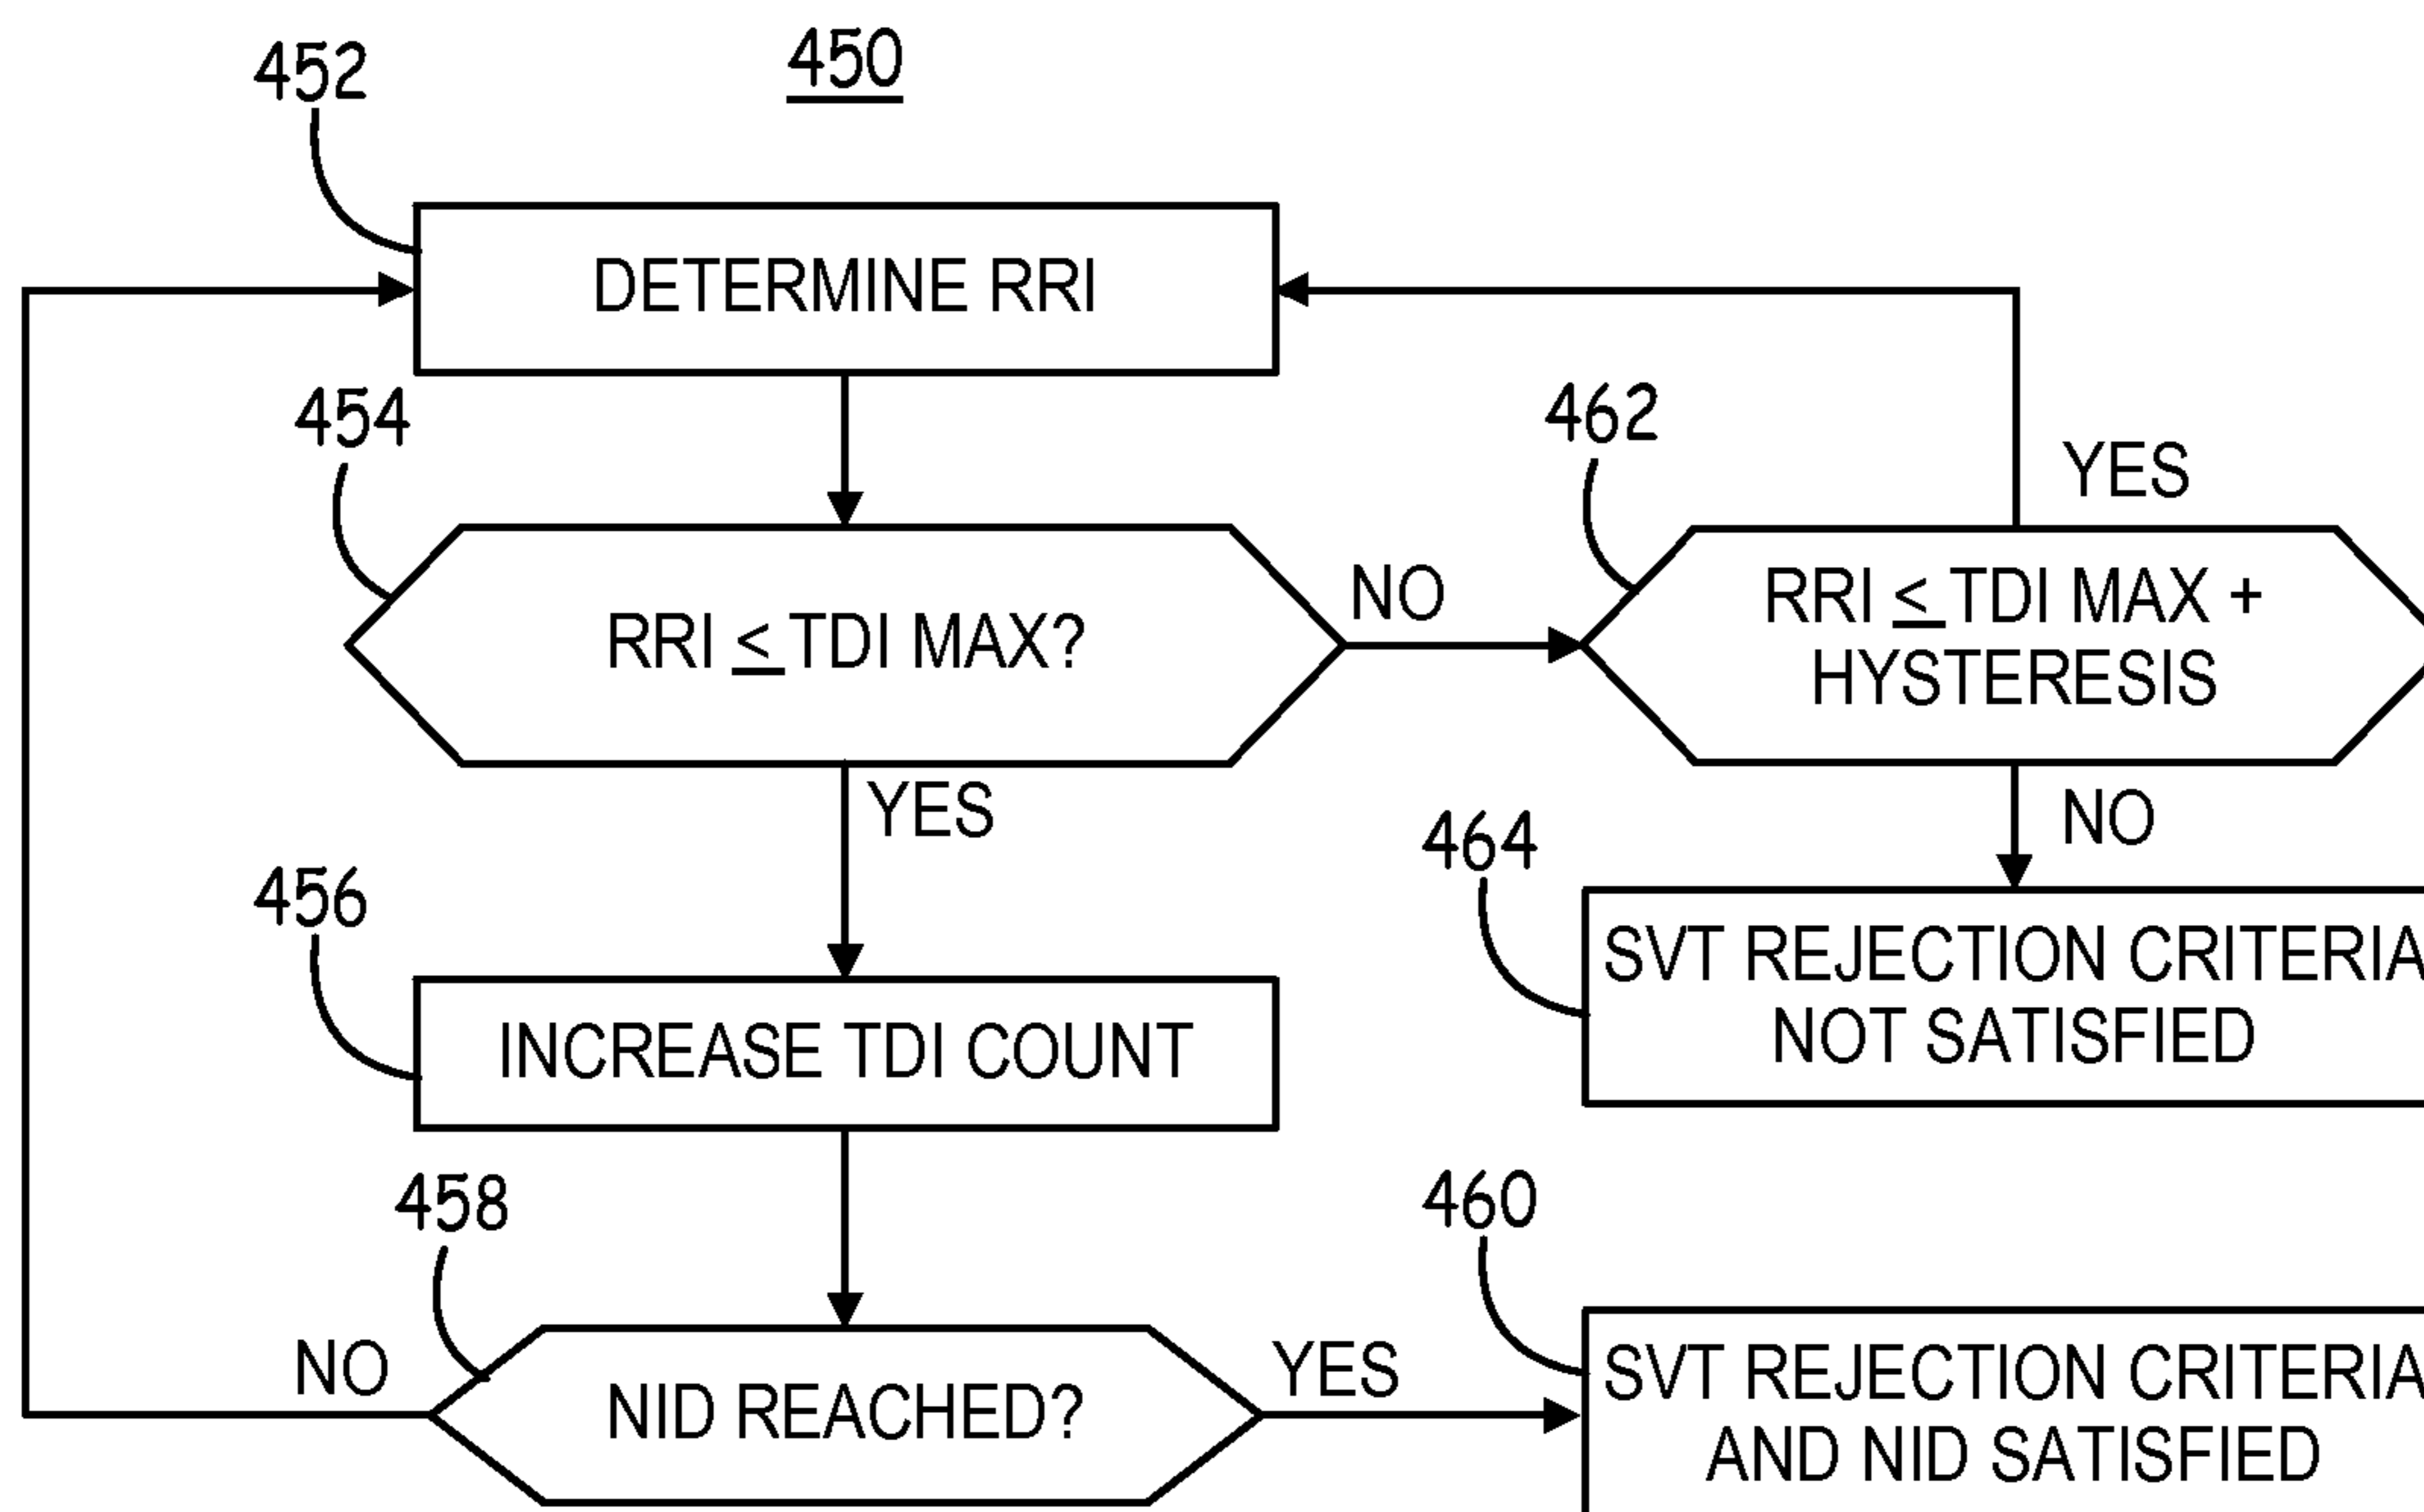 450
452
DETERMINE RRI
454
RRI ≤ TDI MAX?
NO
462
YES
RRI ≤ TDI MAX +
HYSTERESIS
YES
NO
456
INCREASE TDI COUNT
464
SVT REJECTION CRITERIA
NOT SATISFIED
458
NID REACHED?
NO
YES
460
SVT REJECTION CRITERIA
AND NID SATISFIED